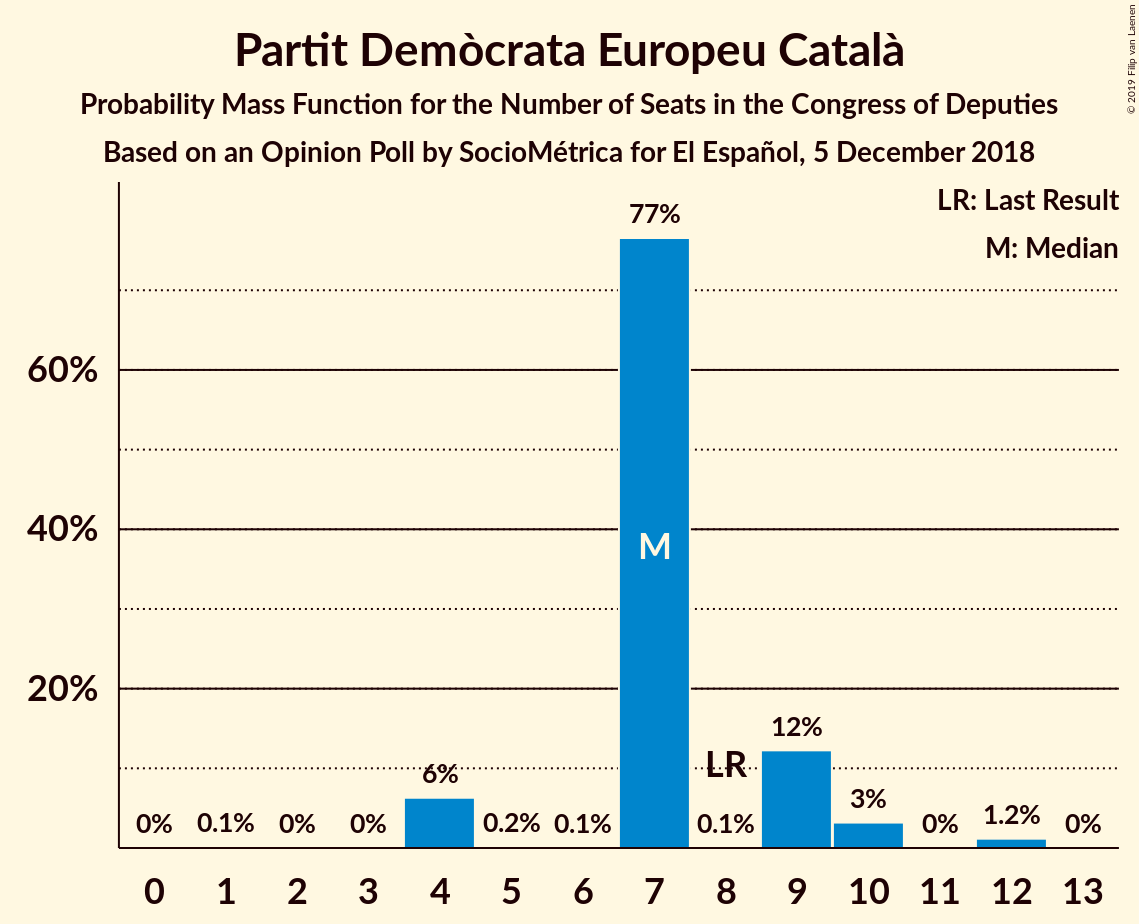 Partit Demòcrata Europeu Català
Probability Mass Function for the Number of Seats in the Congress of Deputies
Based on an Opinion Poll by SocioMétrica for El Español, 5 December 2018
© 2019 Filip van Laenen
LR: Last Result
M: Median
77%
60%
40%
M
20%
12%
LR
6%
3%
1.2%
0%
0.1%
0%
0%
0.2%
0.1%
0.1%
0%
0%
0 1 2 3 4 5 6 7 8 9 10 11 12 13